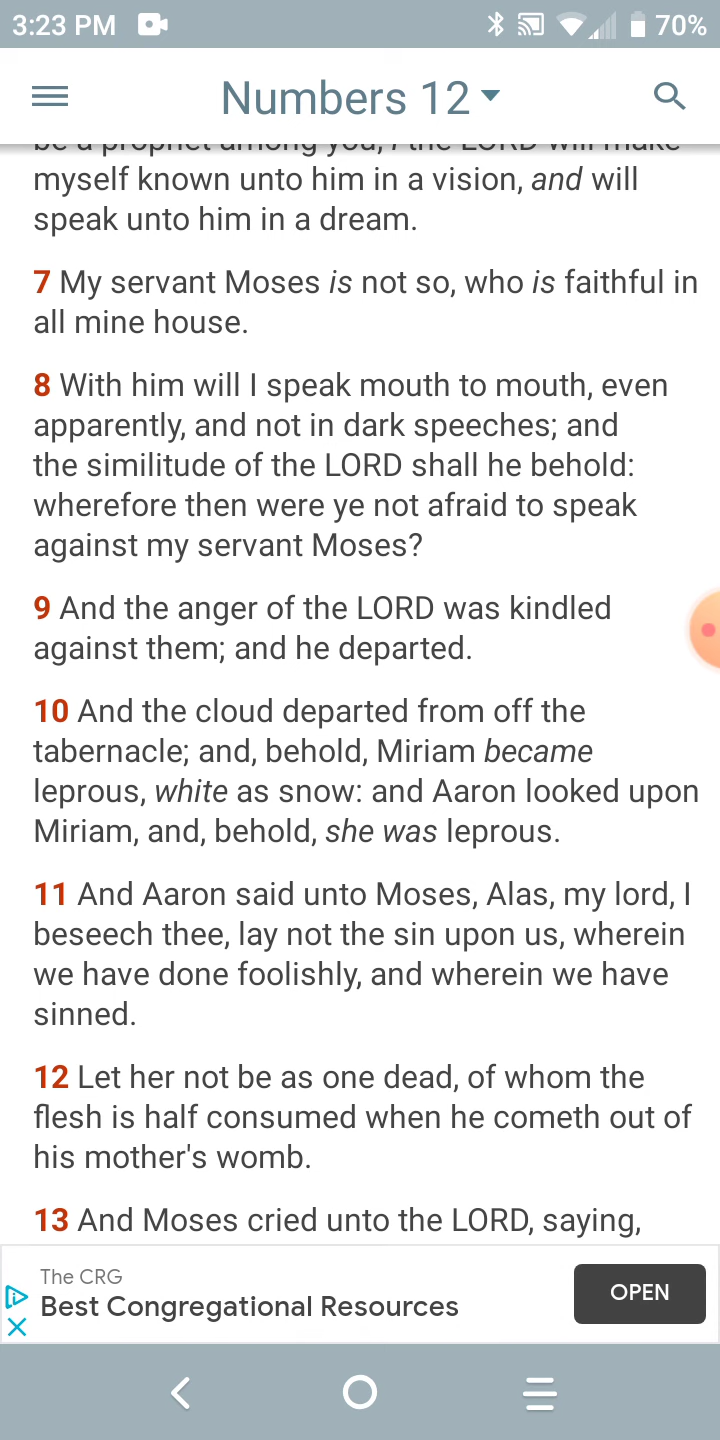 3:23 PM 70%
Numbers 12
be a prophet among you, I the LORD will make
myself known unto him in a vision, and will
speak unto him in a dream.
7 My servant Moses is not so, who is faithful in
all mine house.
8 With him will I speak mouth to mouth, even
apparently, and not in dark speeches; and
the similitude of the LORD shall he behold:
wherefore then were ye not afraid to speak
against my servant Moses?
9 And the anger of the LORD was kindled
against them; and he departed.
10 And the cloud departed from off the
tabernacle; and, behold, Miriam became
leprous, white as snow: and Aaron looked upon
Miriam, and, behold, she was leprous.
11 And Aaron said unto Moses, Alas, my lord, I
beseech thee, lay not the sin upon us, wherein
we have done foolishly, and wherein we have
sinned.
12 Let her not be as one dead, of whom the
flesh is half consumed when he cometh out of
his mother's womb.
13 And Moses cried unto the LORD, saying,
The CRG
Best Congregational Resources
OPEN